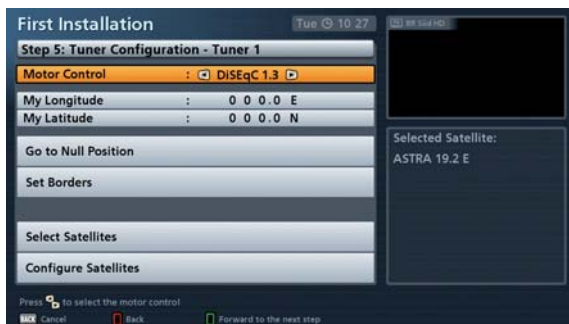 First Installation
Tue 10 27
BR Süd HD
Step 5: Tuner Configuration - Tuner 1
Motor Control : DiSEqC 1.3
My Longitude : 0 0 0.0 E
My Latitude : 0 0 0.0 N
Go to Null Position
Set Borders
Select Satellites
Configure Satellites
Selected Satellite:
ASTRA 19.2 E
Press to select the motor control
BACK Cancel Back Forward to the next step